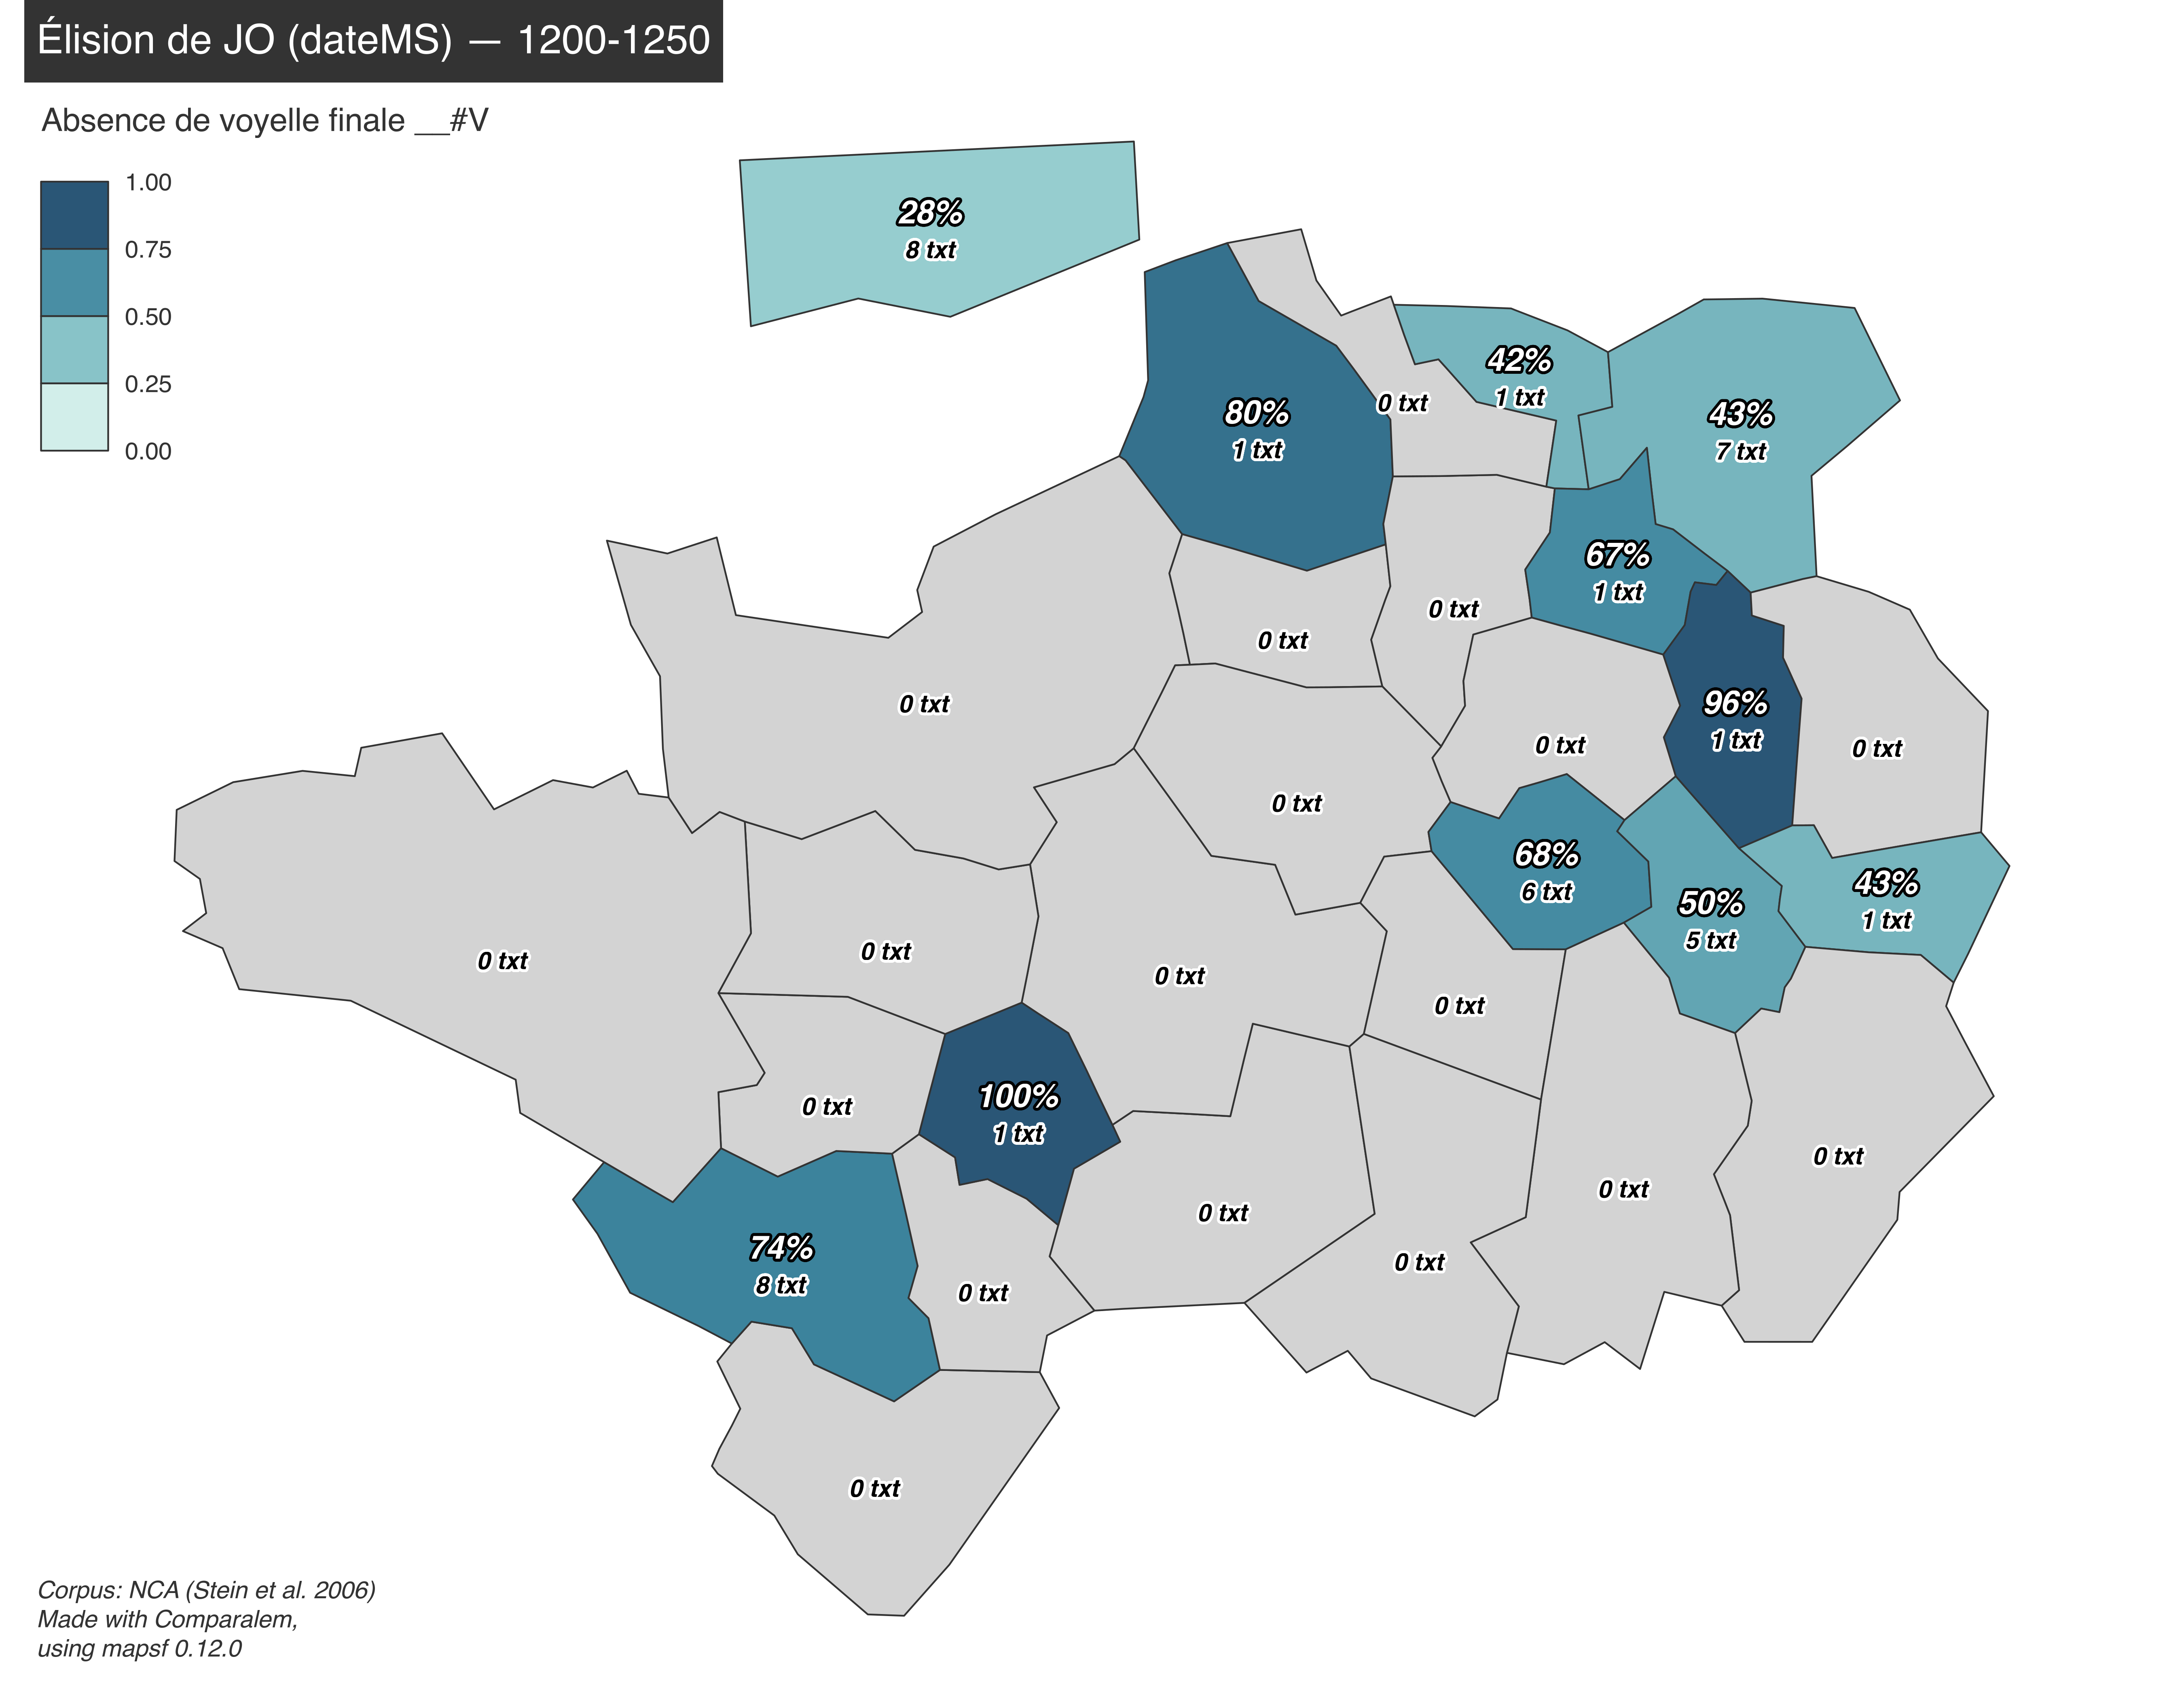 Élision de JO (dateMS) — 1200-1250
Absence de voyelle finale __#V
1.00
0.75
0.50
0.25
0.00
28%
8 txt
80%
1 txt
0 txt
42%
1 txt
43%
7 txt
67%
1 txt
0 txt
0 txt
0 txt
96%
1 txt
0 txt
0 txt
0 txt
68%
6 txt
50%
5 txt
43%
1 txt
0 txt
0 txt
0 txt
0 txt
0 txt
100%
1 txt
0 txt
0 txt
0 txt
0 txt
74%
8 txt
0 txt
0 txt
0 txt
Corpus: NCA (Stein et al. 2006)
Made with Comparalem,
using mapsf 0.12.0